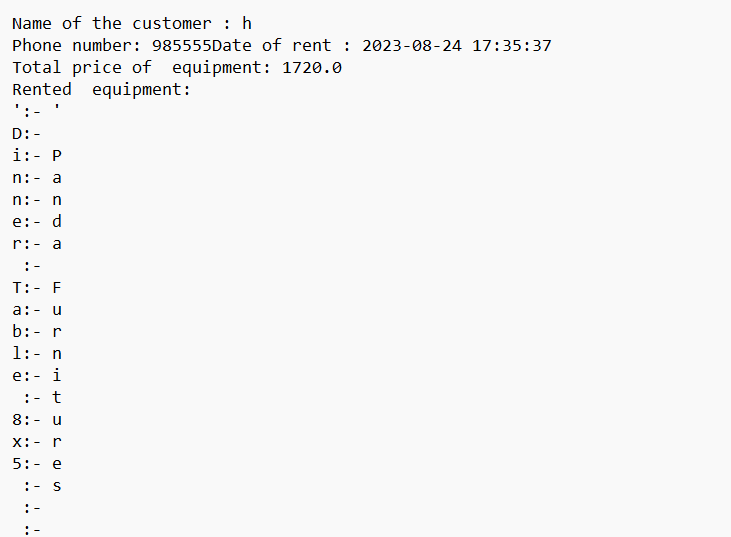 Name of the customer : h
Phone number: 985555Date of rent : 2023-08-24 17:35:37
Total price of  equipment: 1720.0
Rented  equipment:
':- '
D:-
i:- P
n:- a
n:- n
e:- d
r:- a
 :-
T:- F
a:- u
b:- r
l:- n
e:- i
 :- t
8:- u
x:- r
5:- e
 :- s
 :-
 :-